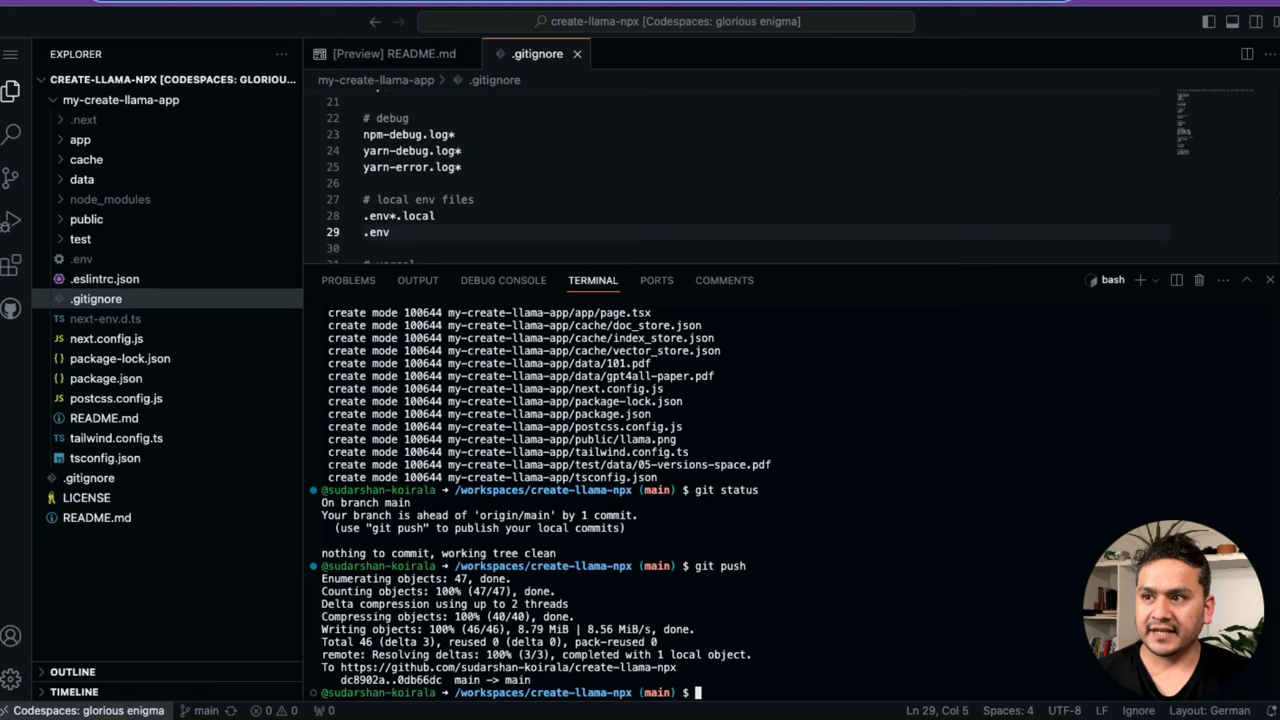 create-llama-npx [Codespaces: glorious enigma]
EXPLORER
CREATE-LLAMA-NPX [CODESPACES: GLORIOU...
my-create-llama-app
.next
app
cache
data
node_modules
public
test
.env
.eslintrc.json
.gitignore
TS next-env.d.ts
JS next.config.js
{} package-lock.json
{} package.json
JS postcss.config.js
README.md
TS tailwind.config.ts
tsconfig.json
.gitignore
LICENSE
README.md
OUTLINE
TIMELINE
[Preview] README.md
.gitignore
my-create-llama-app > .gitignore
21
22 # debug
23 npm-debug.log*
24 yarn-debug.log*
25 yarn-error.log*
26
27 # local env files
28 .env*.local
29 .env
30
PROBLEMS OUTPUT DEBUG CONSOLE TERMINAL PORTS COMMENTS
bash
create mode 100644 my-create-llama-app/app/page.tsx
create mode 100644 my-create-llama-app/cache/doc_store.json
create mode 100644 my-create-llama-app/cache/index_store.json
create mode 100644 my-create-llama-app/cache/vector_store.json
create mode 100644 my-create-llama-app/data/101.pdf
create mode 100644 my-create-llama-app/data/gpt4all-paper.pdf
create mode 100644 my-create-llama-app/next.config.js
create mode 100644 my-create-llama-app/package-lock.json
create mode 100644 my-create-llama-app/package.json
create mode 100644 my-create-llama-app/postcss.config.js
create mode 100644 my-create-llama-app/public/llama.png
create mode 100644 my-create-llama-app/tailwind.config.ts
create mode 100644 my-create-llama-app/test/data/05-versions-space.pdf
create mode 100644 my-create-llama-app/tsconfig.json
@sudarshan-koirala ➜ /workspaces/create-llama-npx (main) $ git status
On branch main
Your branch is ahead of 'origin/main' by 1 commit.
(use "git push" to publish your local commits)
nothing to commit, working tree clean
@sudarshan-koirala ➜ /workspaces/create-llama-npx (main) $ git push
Enumerating objects: 47, done.
Counting objects: 100% (47/47), done.
Delta compression using up to 2 threads
Compressing objects: 100% (40/40), done.
Writing objects: 100% (46/46), 8.79 MiB | 8.56 MiB/s, done.
Total 46 (delta 3), reused 0 (delta 0), pack-reused 0
remote: Resolving deltas: 100% (3/3), completed with 1 local object.
To https://github.com/sudarshan-koirala/create-llama-npx
dc8902a..0db66dc main -> main
@sudarshan-koirala ➜ /workspaces/create-llama-npx (main) $
Codespaces: glorious enigma main 0 0 0 Ln 29, Col 5 Spaces: 4 UTF-8 LF Ignore Layout: German